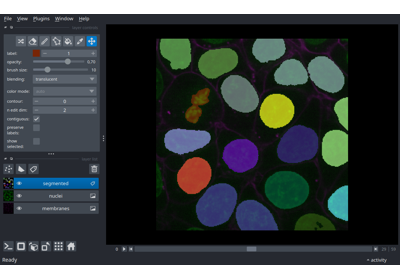 File View Plugins Window Help
label:
1
opacity:
0.70
brush size:
10
blending:
translucent
color mode:
contour:
0
n edit dim:
2
contiguous:
preserve
labels:
show
selected:
segmented
nuclei
membranes
Ready
activity